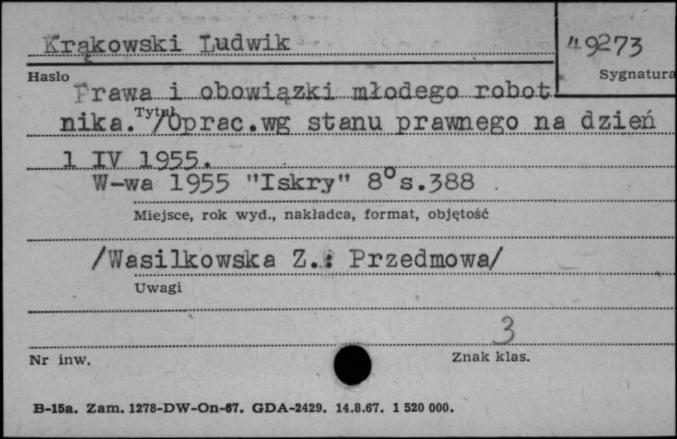 Krąkowski Ludwik
49273
Hasło
Sygnatura
Prawa i obowiązki młodego robot
nika. Tytuł /Oprac.wg stanu prawnego na dzień
1 IV 1955.
W-wa 1955 "Iskry" 8° s.388
Miejsce, rok wyd., nakładca, format, objętość
/Wasilkowska Z.: Przedmowa/
Uwagi
3
Nr inw.
Znak klas.
B-15a. Zam. 1278-DW-On-67. GDA-2429. 14.8.67. 1 520 000.